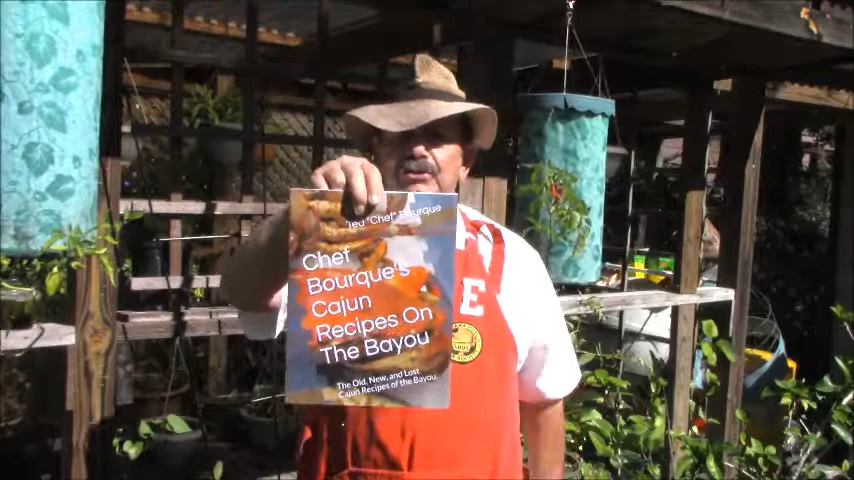 "Ted "Chef" Bourque
Chef
Bourque's
Cajun
Recipes On
The Bayou
The Old, New, and Lost
Cajun Recipes of the Bayou